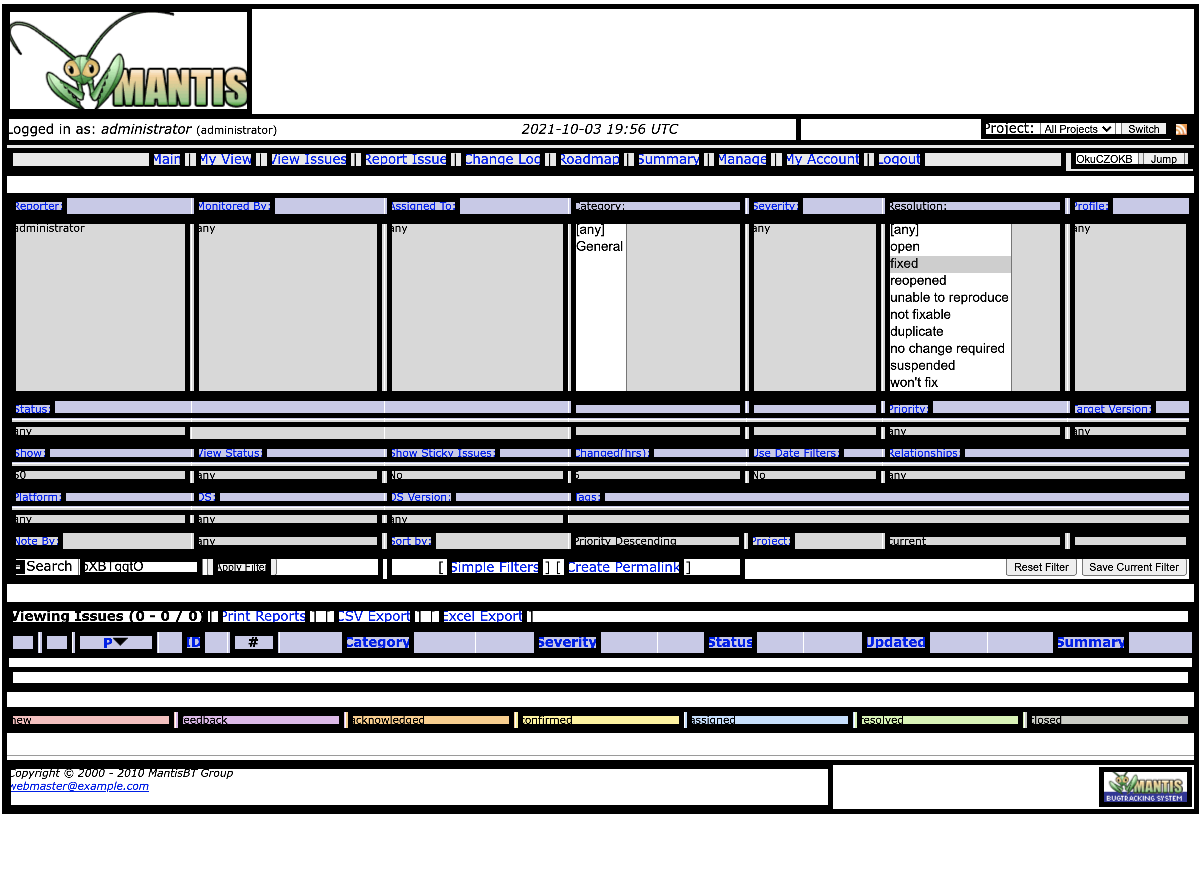 MANTIS
Logged in as: administrator (administrator) 2021-10-03 19:56 UTC Project: All Projects Switch
Main | My View | View Issues | Report Issue | Change Log | Roadmap | Summary | Manage | My Account | Logout OkuCZOKB Jump
Reporter: Monitored By: Assigned To: Category: Severity: Resolution: Profile:
administrator any any [any] any [any] any
General open
fixed
reopened
unable to reproduce
not fixable
duplicate
no change required
suspended
won't fix
Status: Priority: Target Version:
any any any
Show: View Status: Show Sticky Issues: Changed(hrs): Use Date Filters: Relationships:
50 any No 6 No any
Platform: OS: OS Version: Tags:
any any any
Note By: any Sort by: Priority Descending Project: current
Search Apply Filter [ Simple Filters ] [ Create Permalink ] Reset Filter Save Current Filter
Viewing Issues (0 - 0 / 0) [ Print Reports ] [ CSV Export ] [ Excel Export ]
P ID # Category Severity Status Updated Summary
new feedback acknowledged confirmed assigned resolved closed
Copyright © 2000 - 2010 MantisBT Group
webmaster@example.com
MANTIS
BUGTRACKING SYSTEM